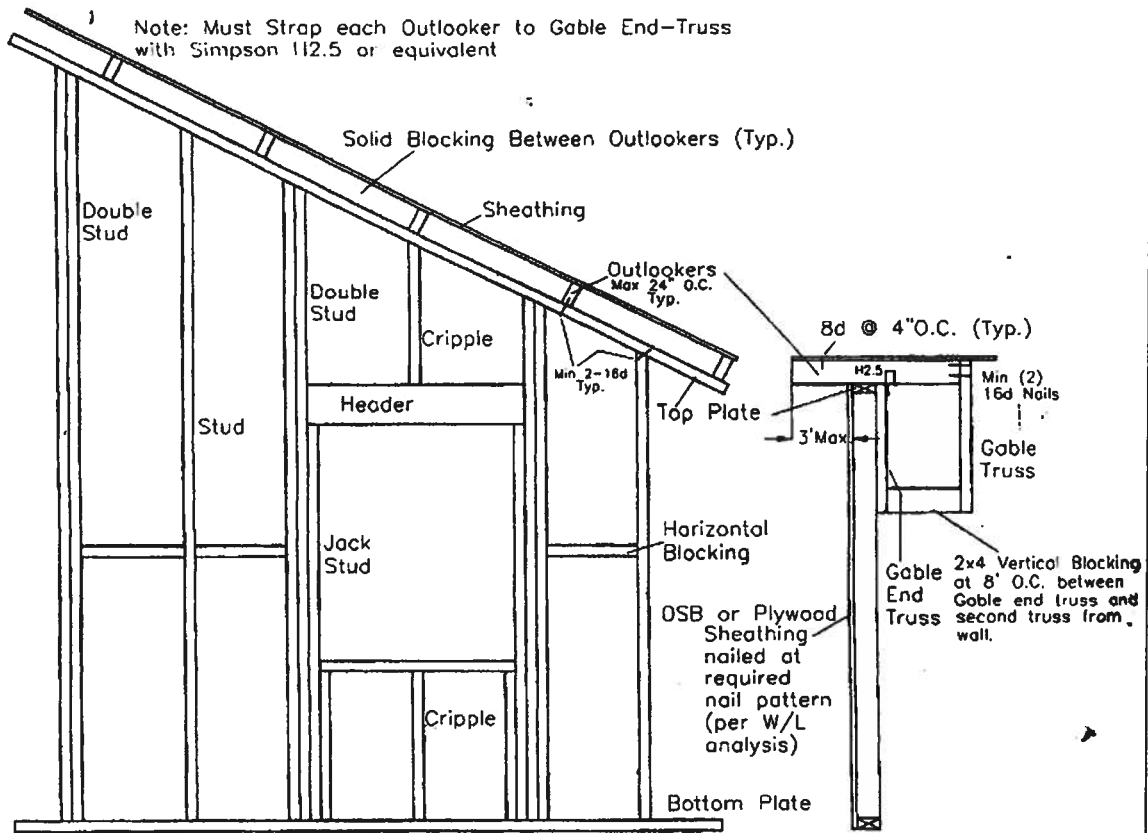 Note: Must Strap each Outlooker to Gable End-Truss
with Simpson H2.5 or equivalent
Solid Blocking Between Outlookers (Typ.)
Sheathing
Double
Stud
Outlookers
Max 24" O.C.
Typ.
Double
Stud
Cripple
Min 2-16d
Typ.
8d @ 4"O.C. (Typ.)
H2.5
Min (2)
16d Nails
Header
Top Plate
3'Max
Gable
Truss
Stud
Jack
Stud
Horizontal
Blocking
Gable
End
Truss
2x4 Vertical Blocking
at 8' O.C. between
Gable end truss and
second truss from
wall.
OSB or Plywood
Sheathing
nailed at
required
nail pattern
(per W/L
analysis)
Cripple
Bottom Plate